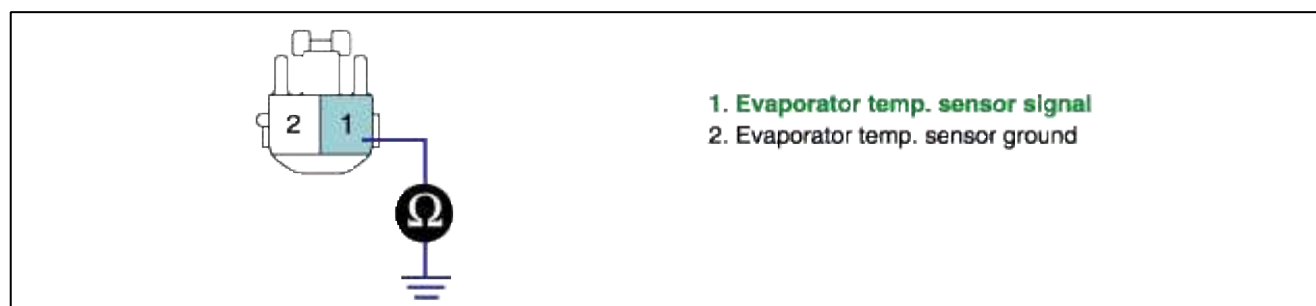 2 1
Ω
1. Evaporator temp. sensor signal
2. Evaporator temp. sensor ground